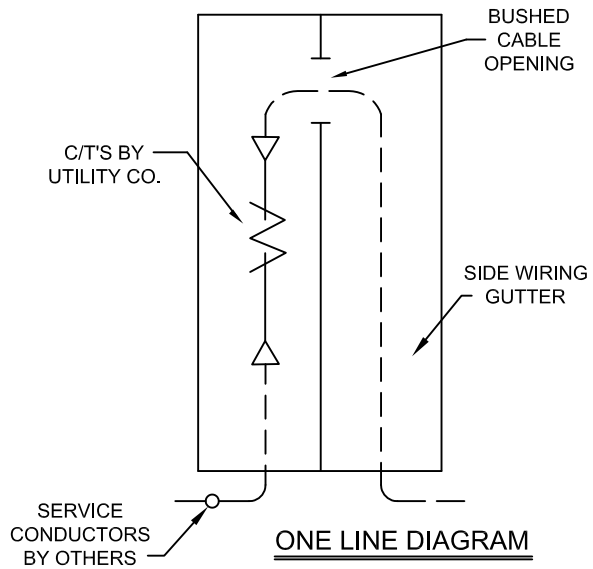 BUSHED
CABLE
OPENING
C/T'S BY
UTILITY CO.
SIDE WIRING
GUTTER
SERVICE
CONDUCTORS
BY OTHERS
ONE LINE DIAGRAM